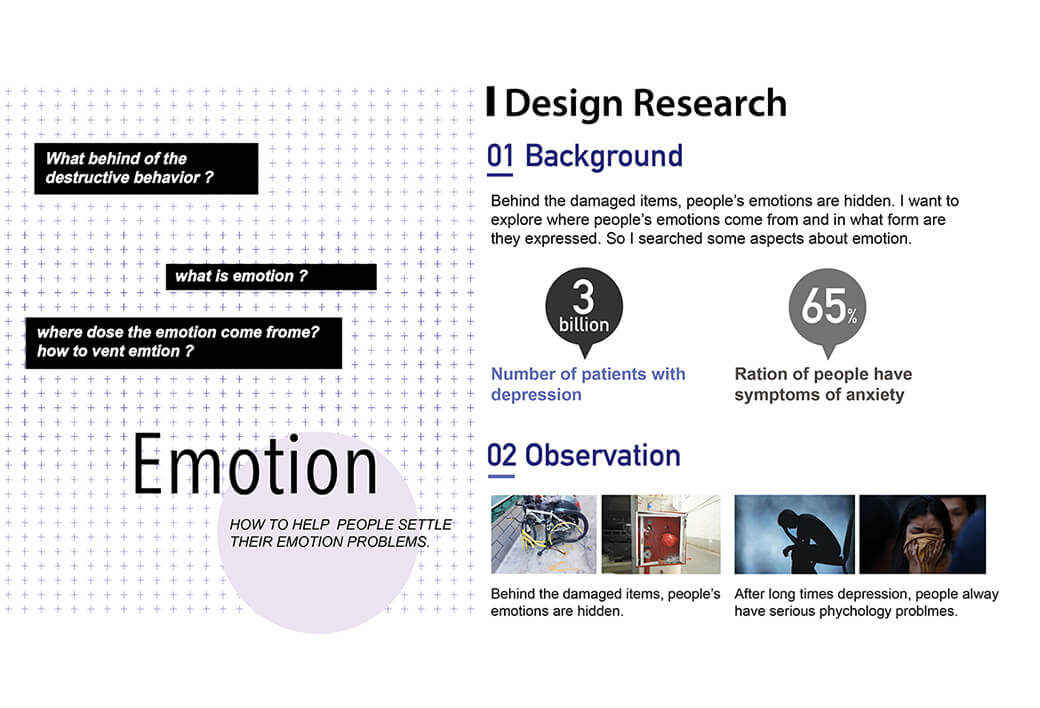 What behind of the
destructive behavior ?
what is emotion ?
where dose the emotion come frome?
how to vent emtion ?
Emotion
HOW TO HELP PEOPLE SETTLE
THEIR EMOTION PROBLEMS.
Design Research
01 Background
Behind the damaged items, people's emotions are hidden. I want to
explore where people's emotions come from and in what form are
they expressed. So I searched some aspects about emotion.
3
billion
Number of patients with
depression
65%
Ration of people have
symptoms of anxiety
02 Observation
Behind the damaged items, people's
emotions are hidden.
After long times depression, people alway
have serious phychology problmes.